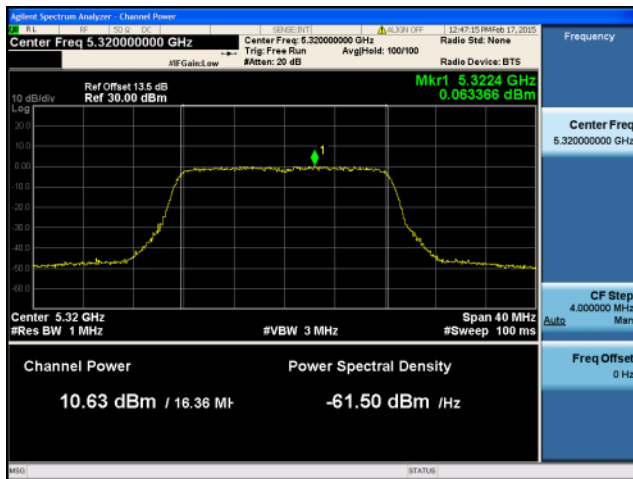 Agilent Spectrum Analyzer - Channel Power
RL RF 50 Ω DC SENSE:INT ALIGN OFF 12:47:15 PM Feb 17, 2015
Center Freq 5.320000000 GHz
Center Freq: 5.320000000 GHz
Radio Std: None
Trig: Free Run Avg|Hold: 100/100
#IFGain:Low #Atten: 20 dB Radio Device: BTS
Ref Offset 13.5 dB
10 dB/div Ref 30.00 dBm
Mkr1 5.3224 GHz
0.063366 dBm
Log
20.0
10.0
1
0.00
-10.0
-20.0
-30.0
-40.0
-50.0
-60.0
Center 5.32 GHz Span 40 MHz
#Res BW 1 MHz #VBW 3 MHz #Sweep 100 ms
Channel Power Power Spectral Density
10.63 dBm / 16.36 MH -61.50 dBm /Hz
MSG STATUS
Frequency
Center Freq
5.320000000 GHz
CF Step
4.000000 MHz
Auto Man
Freq Offset
0 Hz